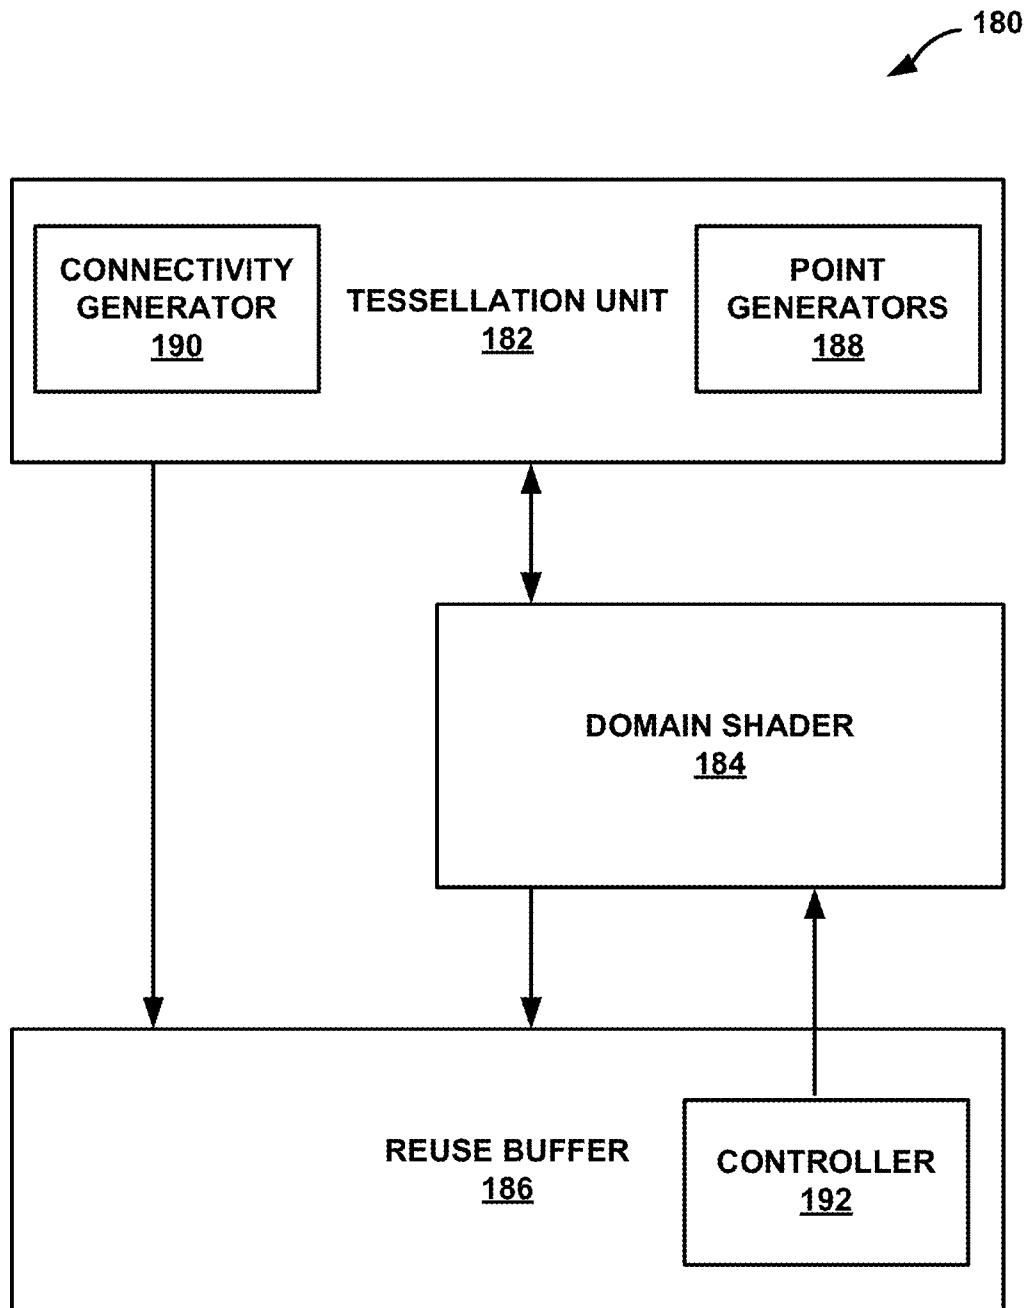 180
CONNECTIVITY
GENERATOR
190
TESSELLATION UNIT
182
POINT
GENERATORS
188
DOMAIN SHADER
184
REUSE BUFFER
186
CONTROLLER
192